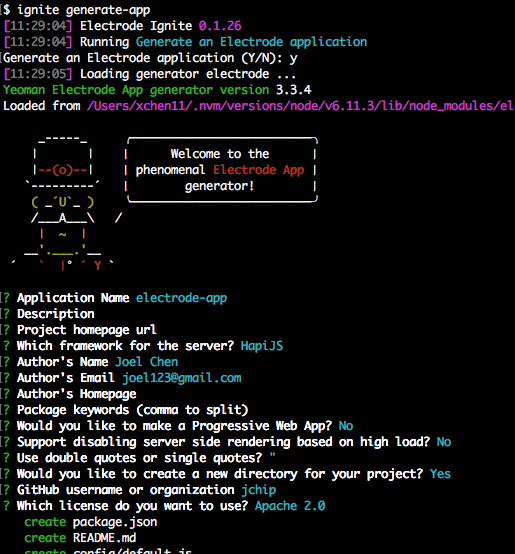 $ ignite generate-app
[11:29:04] Electrode Ignite 0.1.26
[11:29:04] Running Generate an Electrode application
Generate an Electrode application (Y/N): y
[11:29:05] Loading generator electrode ...
Yeoman Electrode App generator version 3.3.4
Loaded from /Users/xchen11/.nvm/versions/node/v6.11.3/lib/node_modules/el
Welcome to the
phenomenal Electrode App
generator!
? Application Name electrode-app
? Description
? Project homepage url
? Which framework for the server? HapiJS
? Author's Name Joel Chen
? Author's Email joel123@gmail.com
? Author's Homepage
? Package keywords (comma to split)
? Would you like to make a Progressive Web App? No
? Support disabling server side rendering based on high load? No
? Use double quotes or single quotes? "
? Would you like to create a new directory for your project? Yes
? GitHub username or organization jchip
? Which license do you want to use? Apache 2.0
create package.json
create README.md
create config/default.js